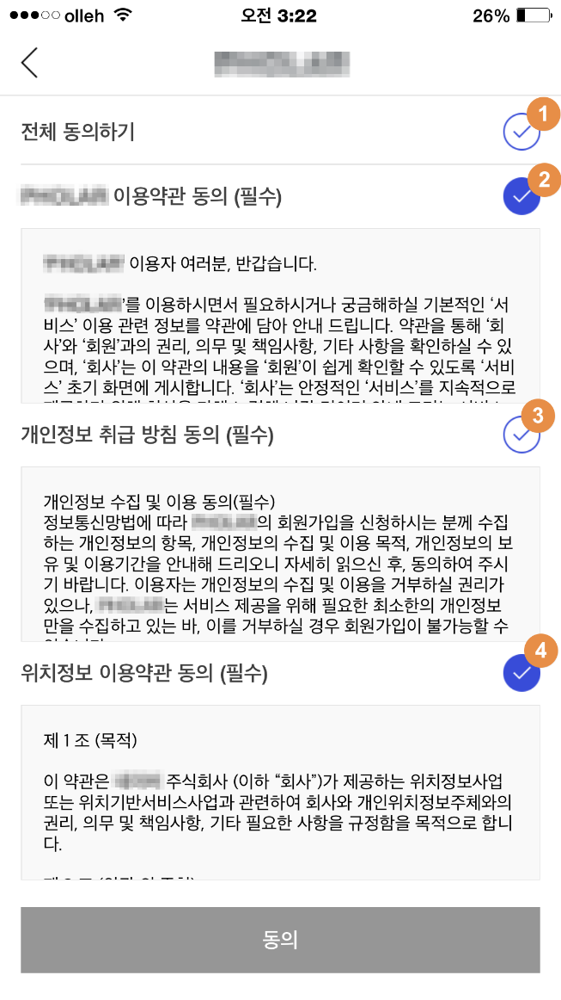 olleh 오전 3:22 26%
전체 동의하기 1
이용약관 동의 (필수) 2
이용자 여러분, 반갑습니다.
’를 이용하시면서 필요하시거나 궁금해하실 기본적인 ‘서
비스’ 이용 관련 정보를 약관에 담아 안내 드립니다. 약관을 통해 ‘회
사’와 ‘회원’과의 권리, 의무 및 책임사항, 기타 사항을 확인하실 수 있
으며, ‘회사’는 이 약관의 내용을 ‘회원’이 쉽게 확인할 수 있도록 ‘서비
스’ 초기 화면에 게시합니다. ‘회사’는 안정적인 ‘서비스’를 지속적으로
개인정보 취급 방침 동의 (필수) 3
개인정보 수집 및 이용 동의(필수)
정보통신망법에 따라 의 회원가입을 신청하시는 분께 수집
하는 개인정보의 항목, 개인정보의 수집 및 이용 목적, 개인정보의 보
유 및 이용기간을 안내해 드리오니 자세히 읽으신 후, 동의하여 주시
기 바랍니다. 이용자는 개인정보의 수집 및 이용을 거부하실 권리가
있으나, 는 서비스 제공을 위해 필요한 최소한의 개인정보
만을 수집하고 있는 바, 이를 거부하실 경우 회원가입이 불가능할 수
위치정보 이용약관 동의 (필수) 4
제 1 조 (목적)
이 약관은 주식회사 (이하 “회사”)가 제공하는 위치정보사업
또는 위치기반서비스사업과 관련하여 회사와 개인위치정보주체와의
권리, 의무 및 책임사항, 기타 필요한 사항을 규정함을 목적으로 합니
다.
동의